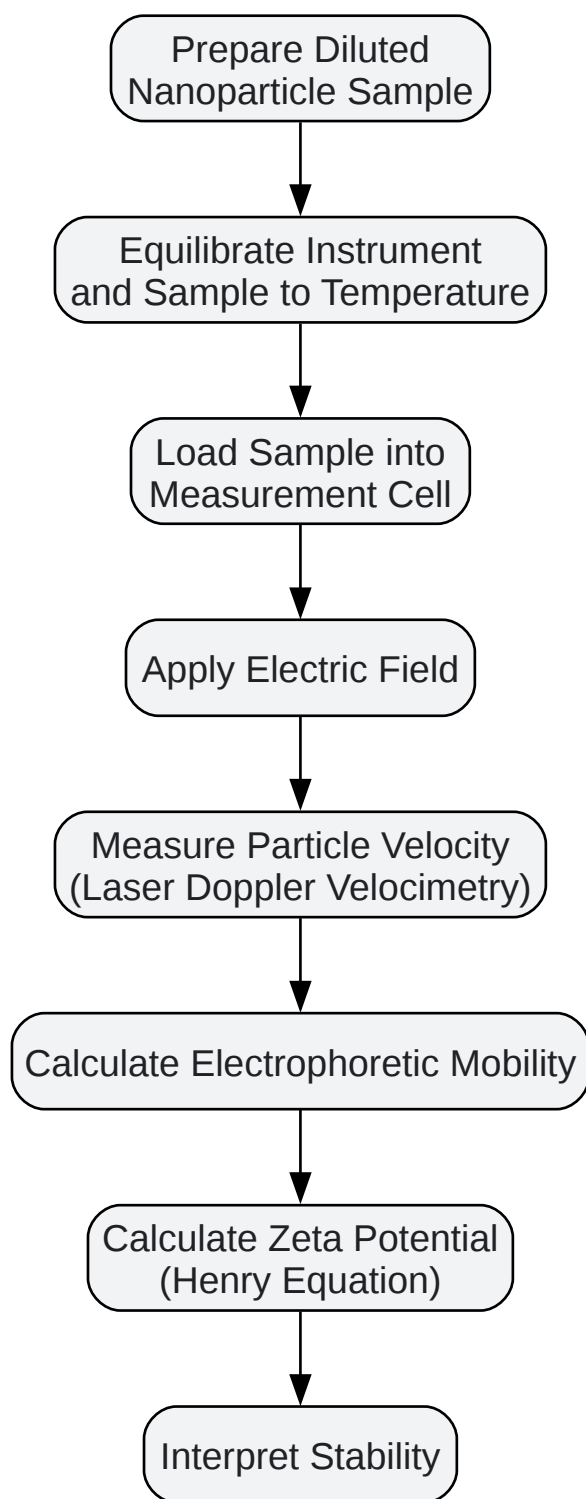 Prepare Diluted
Nanoparticle Sample
Equilibrate Instrument
and Sample to Temperature
Load Sample into
Measurement Cell
Apply Electric Field
Measure Particle Velocity
(Laser Doppler Velocimetry)
Calculate Electrophoretic Mobility
Calculate Zeta Potential
(Henry Equation)
Interpret Stability